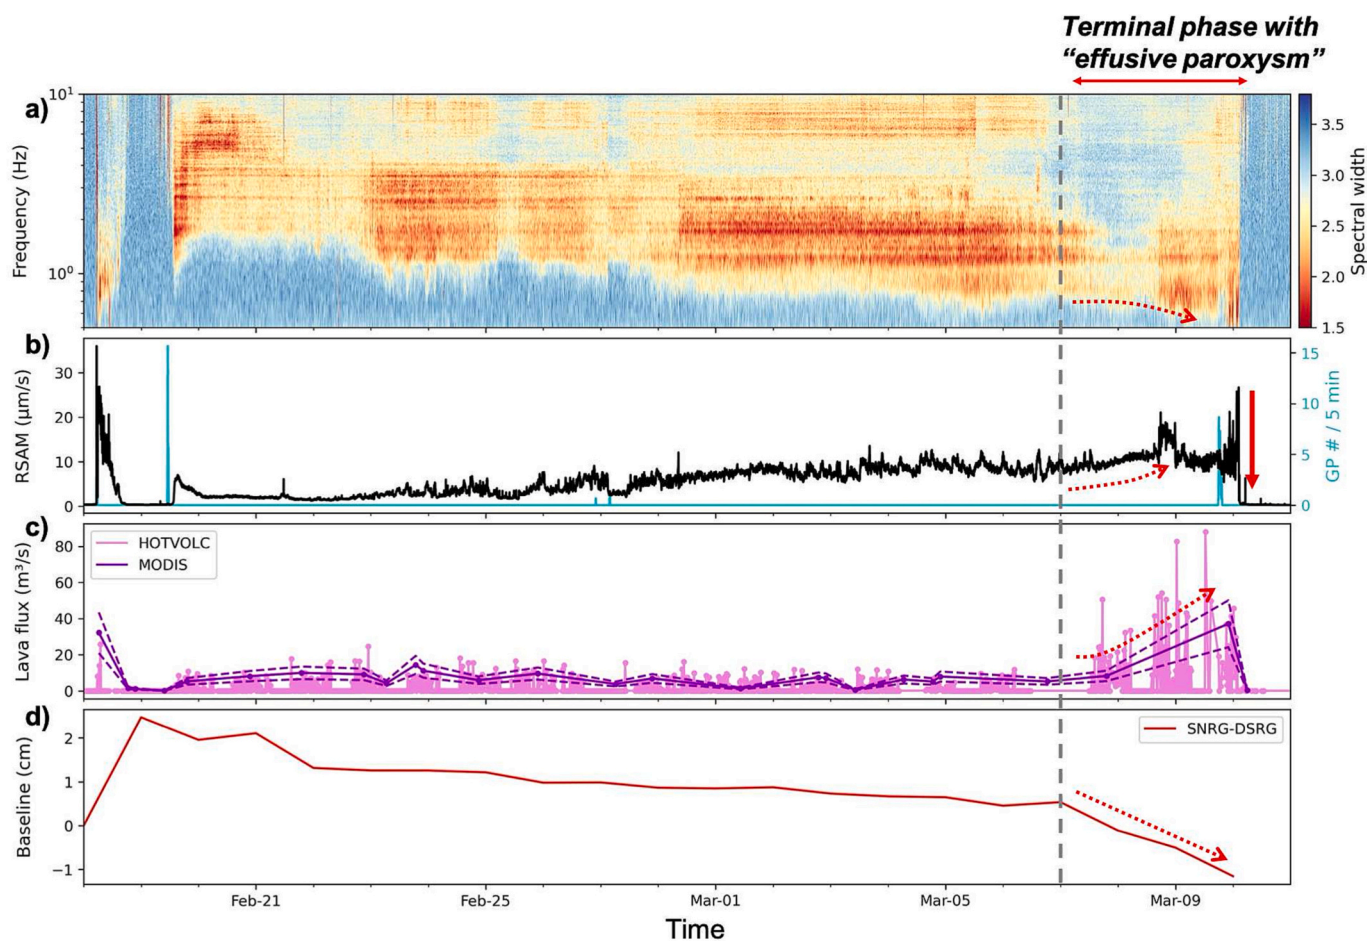 Terminal phase with
“effusive paroxysm”
a)
10¹
10⁰
Frequency (Hz)
3.5
3.0
2.5
2.0
1.5
Spectral width
b)
30
20
10
0
RSAM (μm/s)
15
10
5
0
GP # / 5 min
c)
80
60
40
20
0
Lava flux (m³/s)
HOTVOLC
MODIS
d)
2
1
0
−1
Baseline (cm)
SNRG-DSRG
Feb-21
Feb-25
Mar-01
Mar-05
Mar-09
Time